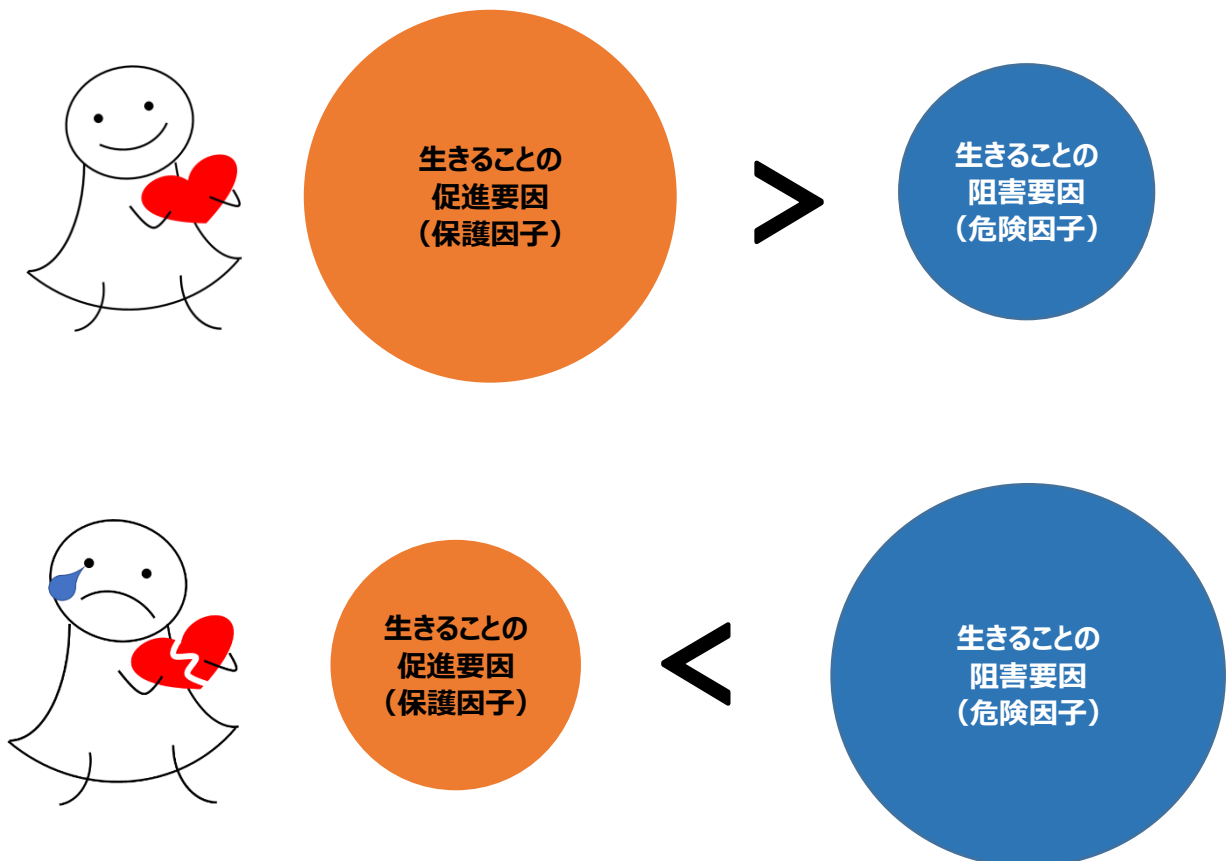 生きることの
促進要因
（保護因子）
>
生きることの
阻害要因
（危険因子）
生きることの
促進要因
（保護因子）
<
生きることの
阻害要因
（危険因子）